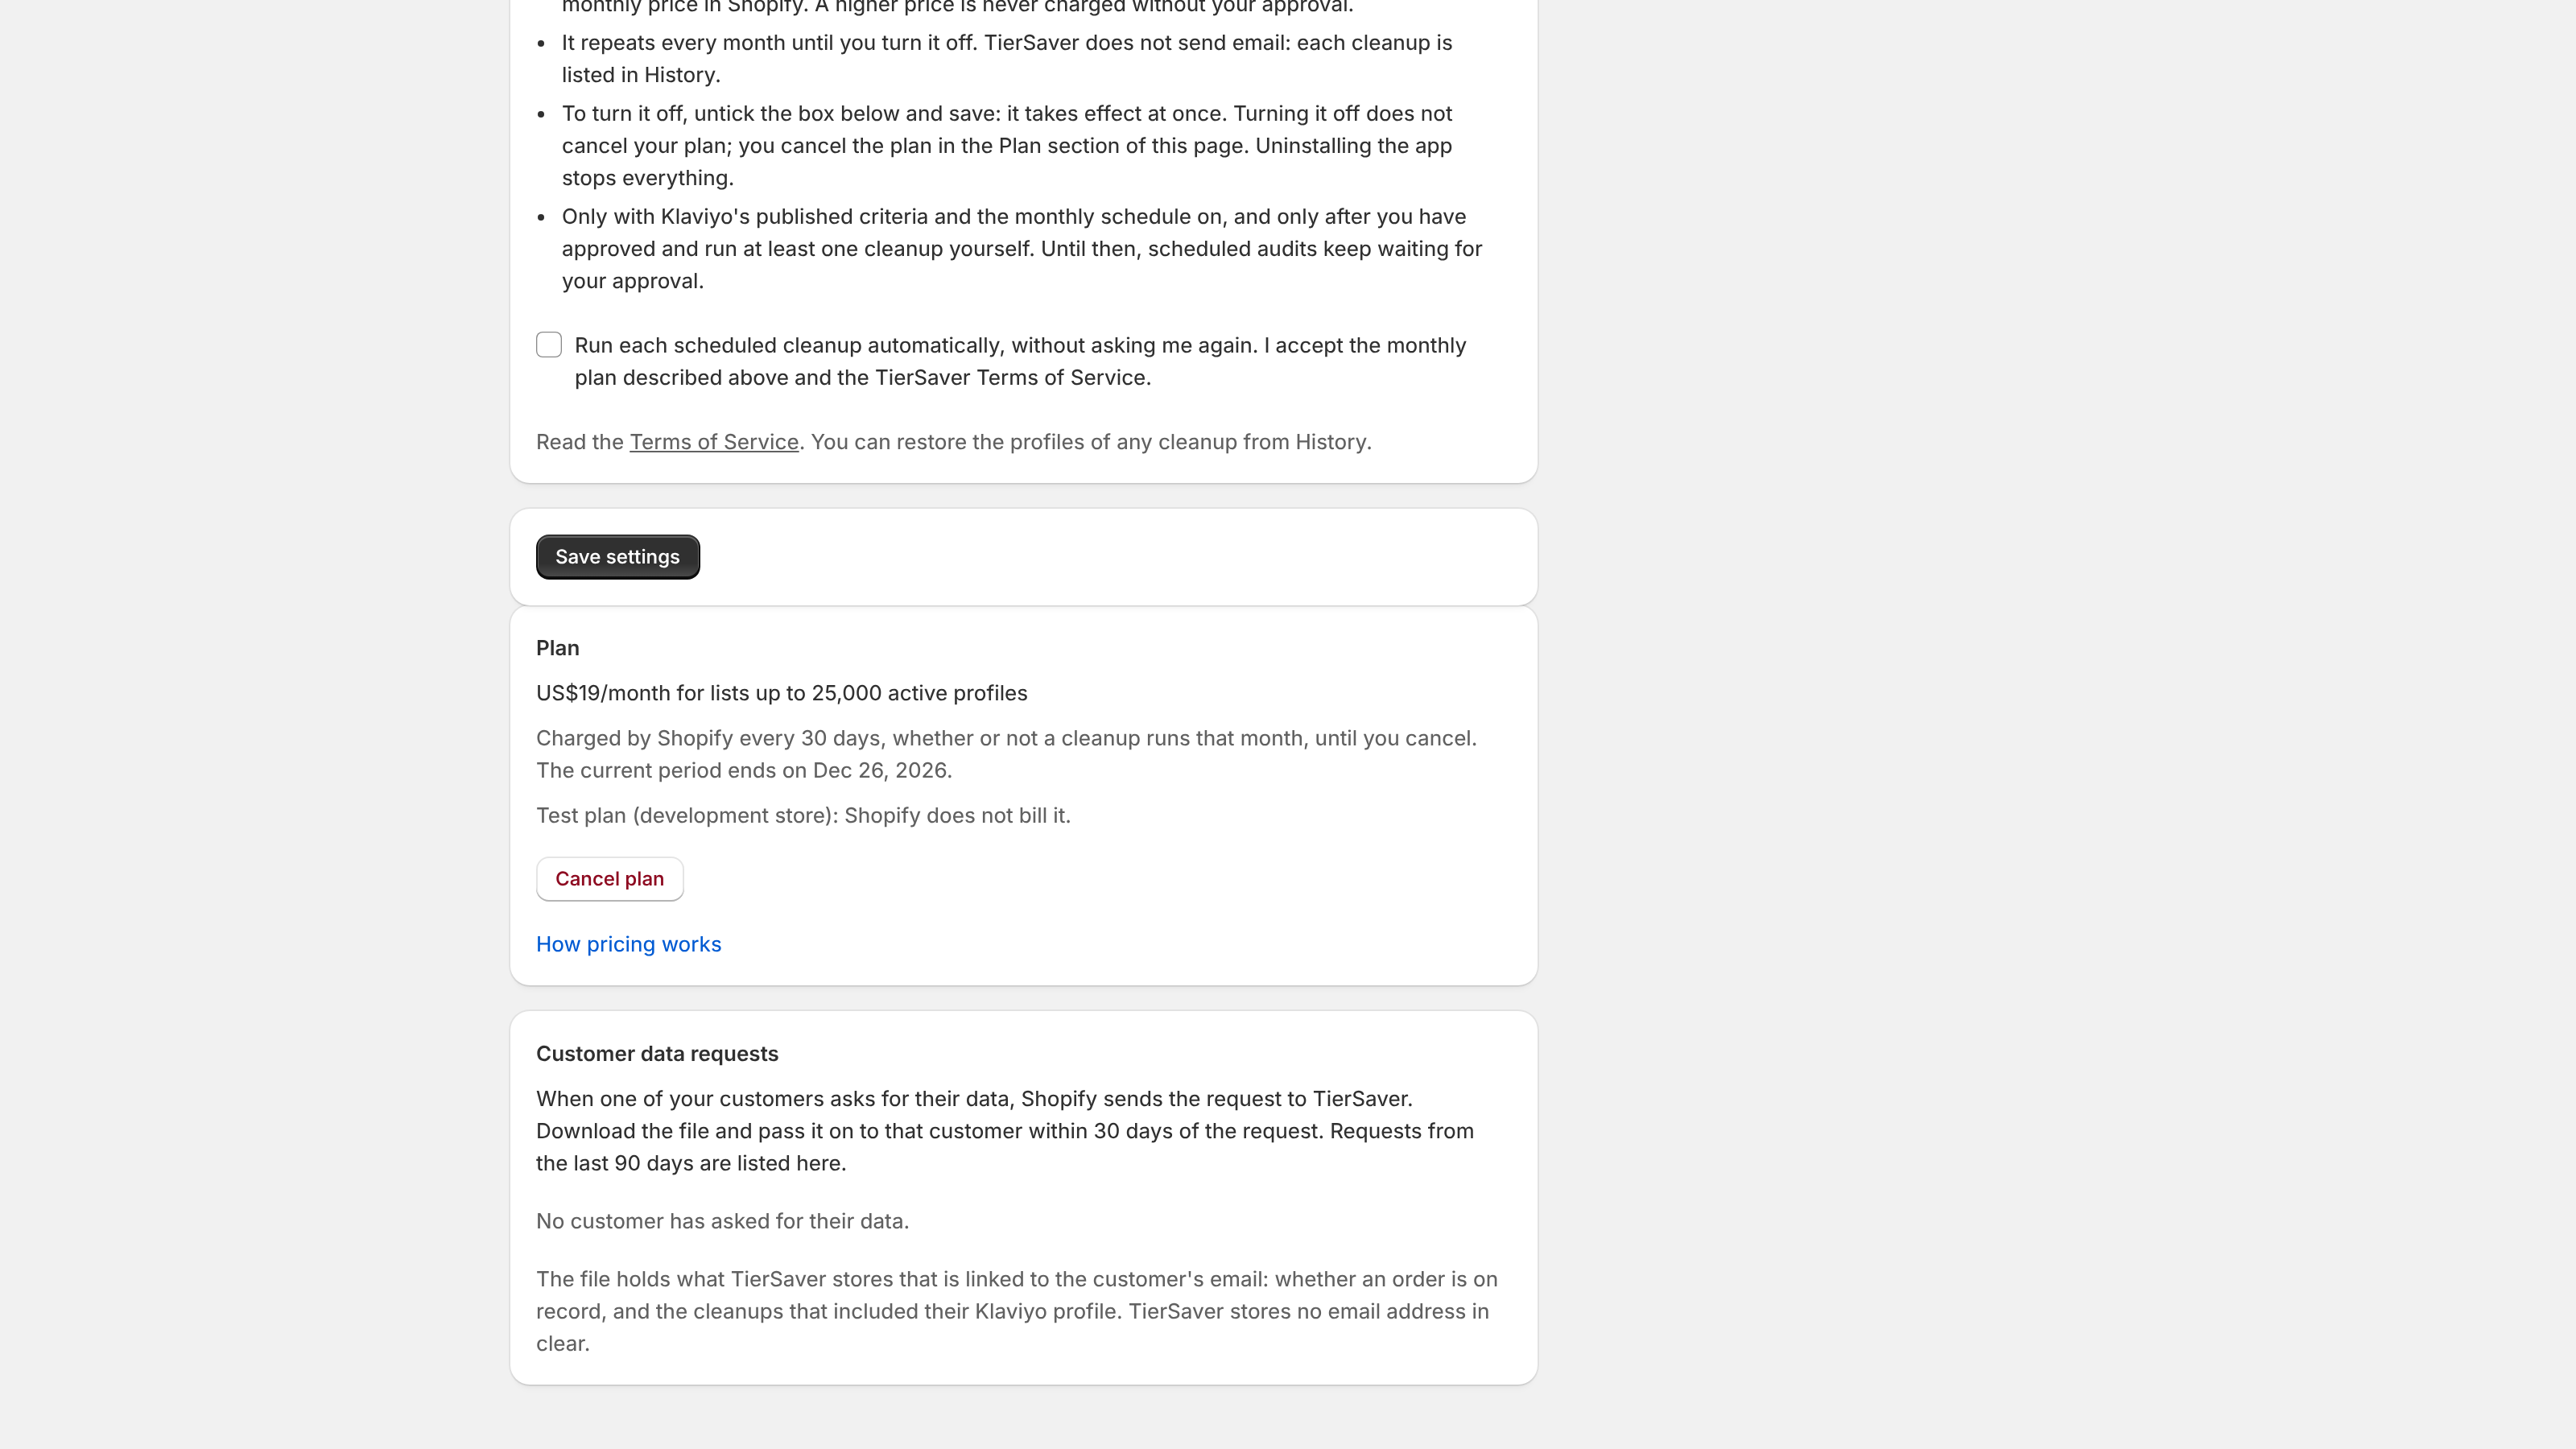 monthly price in Shopify. A higher price is never charged without your approval.
• It repeats every month until you turn it off. TierSaver does not send email: each cleanup is
listed in History.
• To turn it off, untick the box below and save: it takes effect at once. Turning it off does not
cancel your plan; you cancel the plan in the Plan section of this page. Uninstalling the app
stops everything.
• Only with Klaviyo's published criteria and the monthly schedule on, and only after you have
approved and run at least one cleanup yourself. Until then, scheduled audits keep waiting for
your approval.
Run each scheduled cleanup automatically, without asking me again. I accept the monthly
plan described above and the TierSaver Terms of Service.
Read the Terms of Service. You can restore the profiles of any cleanup from History.
Save settings
Plan
US$19/month for lists up to 25,000 active profiles
Charged by Shopify every 30 days, whether or not a cleanup runs that month, until you cancel.
The current period ends on Dec 26, 2026.
Test plan (development store): Shopify does not bill it.
Cancel plan
How pricing works
Customer data requests
When one of your customers asks for their data, Shopify sends the request to TierSaver.
Download the file and pass it on to that customer within 30 days of the request. Requests from
the last 90 days are listed here.
No customer has asked for their data.
The file holds what TierSaver stores that is linked to the customer's email: whether an order is on
record, and the cleanups that included their Klaviyo profile. TierSaver stores no email address in
clear.